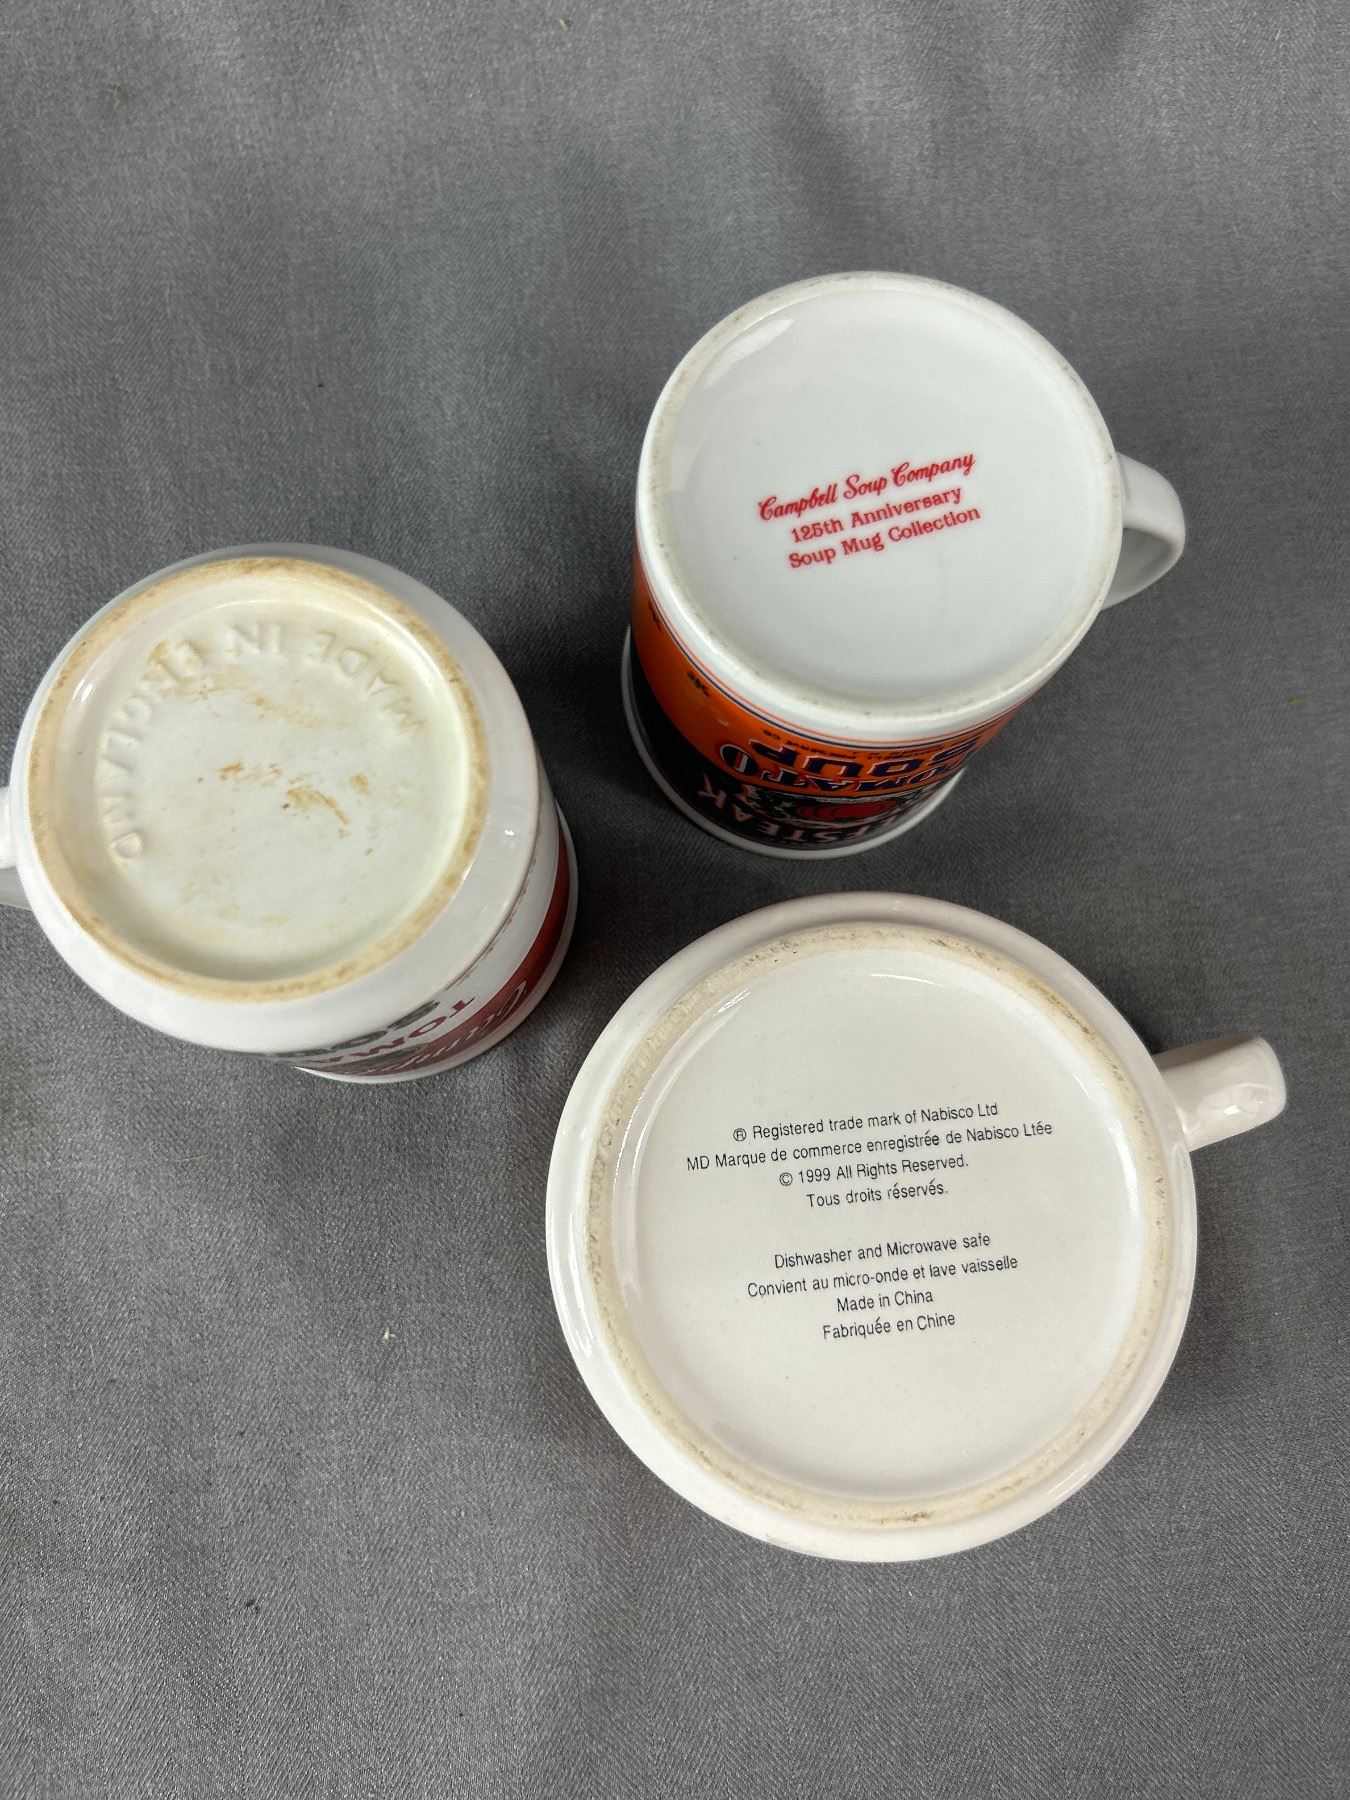 Campbell Soup Company
125th Anniversary
Soup Mug Collection
MADE IN ENGLAND
TOMATO
SOUP
® Registered trade mark of Nabisco Ltd
MD Marque de commerce enregistrée de Nabisco Ltée
© 1999 All Rights Reserved.
Tous droits réservés.
Dishwasher and Microwave safe
Convient au micro-onde et lave vaisselle
Made in China
Fabriquée en Chine